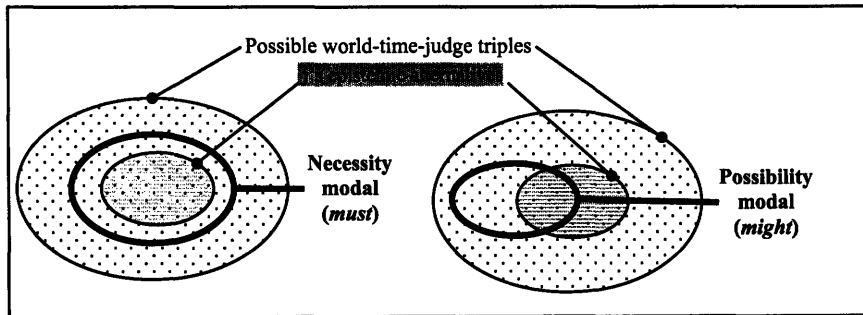 Possible world-time-judge triples
Necessity
modal
(must)
Possibility
modal
(might)